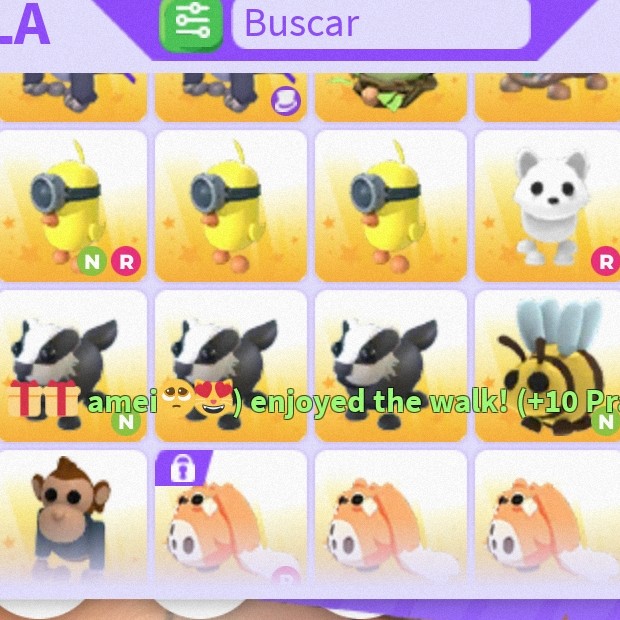 LA
Buscar
N R
R
🎁🎁 amei🥺😍) enjoyed the walk! (+10 Pr
N
N
R